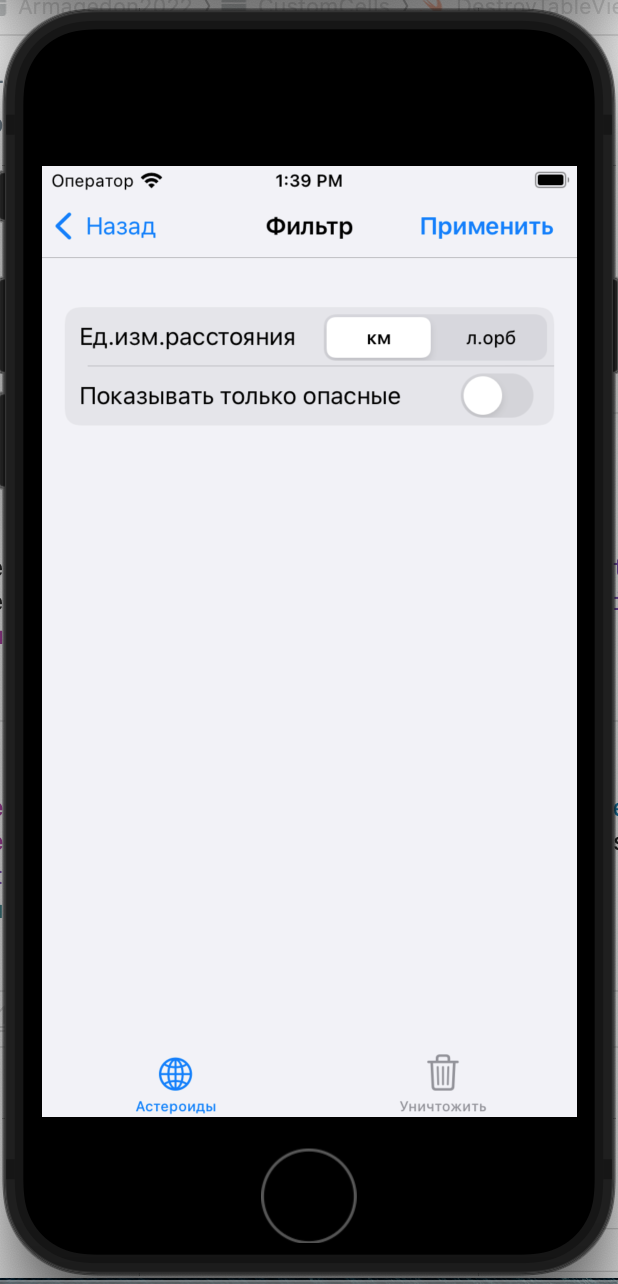 Armagedon2022 CustomCells DestroyTableVie
Оператор 1:39 PM
Назад Фильтр Применить
Ед.изм.расстояния км л.орб
Показывать только опасные
Астероиды Уничтожить